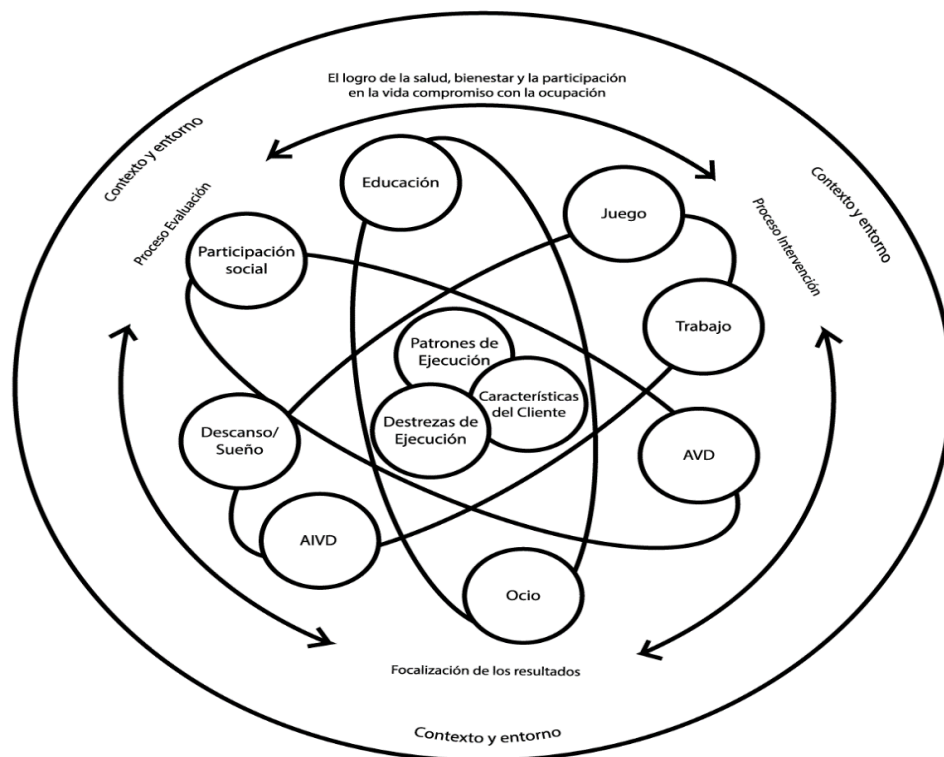 El logro de la salud, bienestar y la participación
en la vida compromiso con la ocupación
Contexto y entorno
Contexto y entorno
Proceso Evaluación
Proceso Intervención
Educación
Juego
Participación
social
Trabajo
Patrones de
Ejecución
Características
del Cliente
Destrezas de
Ejecución
Descanso/
Sueño
AVD
AIVD
Ocio
Focalización de los resultados
Contexto y entorno